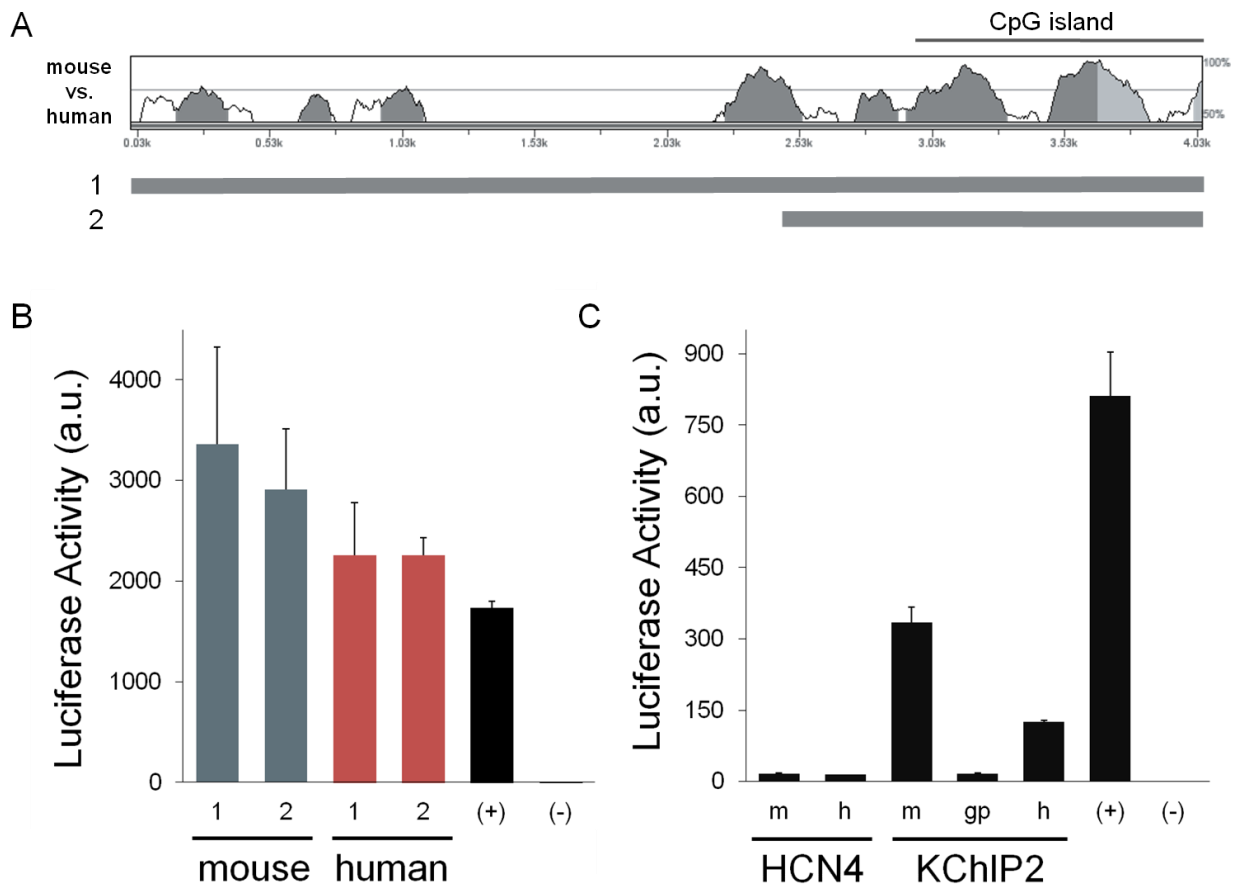 A
CpG island
mouse
vs.
human
100%
50%
0.03k 0.53k 1.03k 1.53k 2.03k 2.53k 3.03k 3.53k 4.03k
1
2
B
Luciferase Activity (a.u.)
4000
3000
2000
1000
0
1 2 1 2 (+) (-)
mouse human
C
Luciferase Activity (a.u.)
900
750
600
450
300
150
0
m h m gp h (+) (-)
HCN4 KChIP2